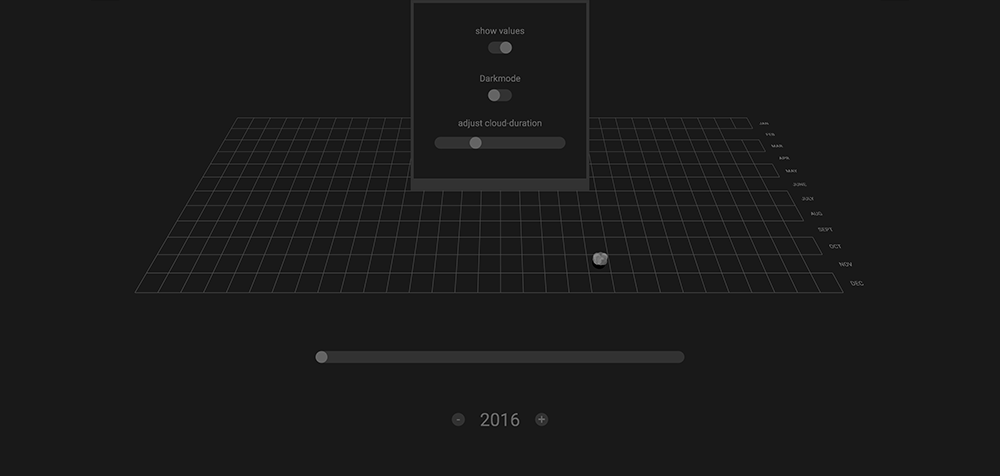 show values
Darkmode
adjust cloud-duration
JAN
FEB
MAR
APR
MAY
JUNE
JULY
AUG
SEPT
OCT
NOV
DEC
- 2016 +